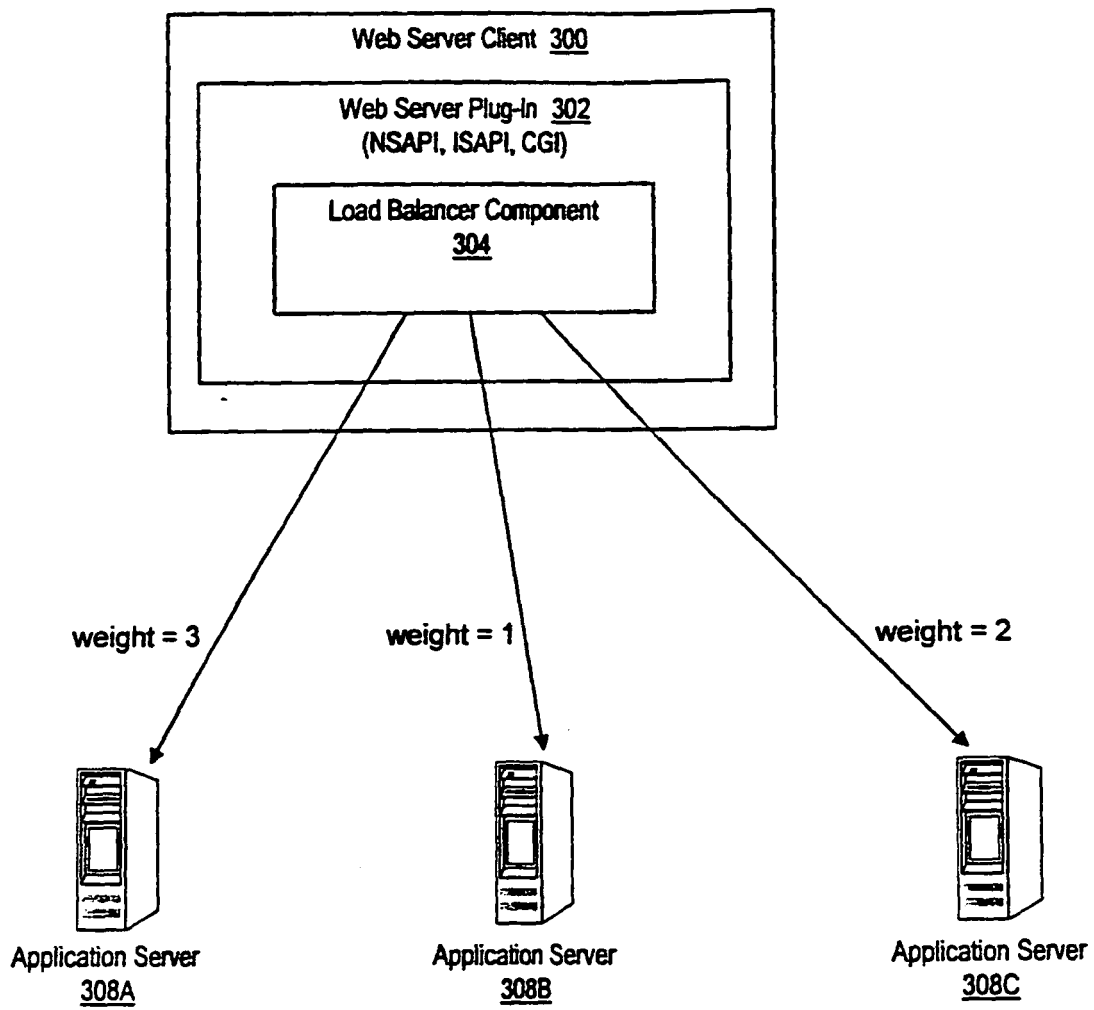 Web Server Client 300
Web Server Plug-In 302
(NSAPI, ISAPI, CGI)
Load Balancer Component
304
weight = 3
weight = 1
weight = 2
Application Server
308A
Application Server
308B
Application Server
308C